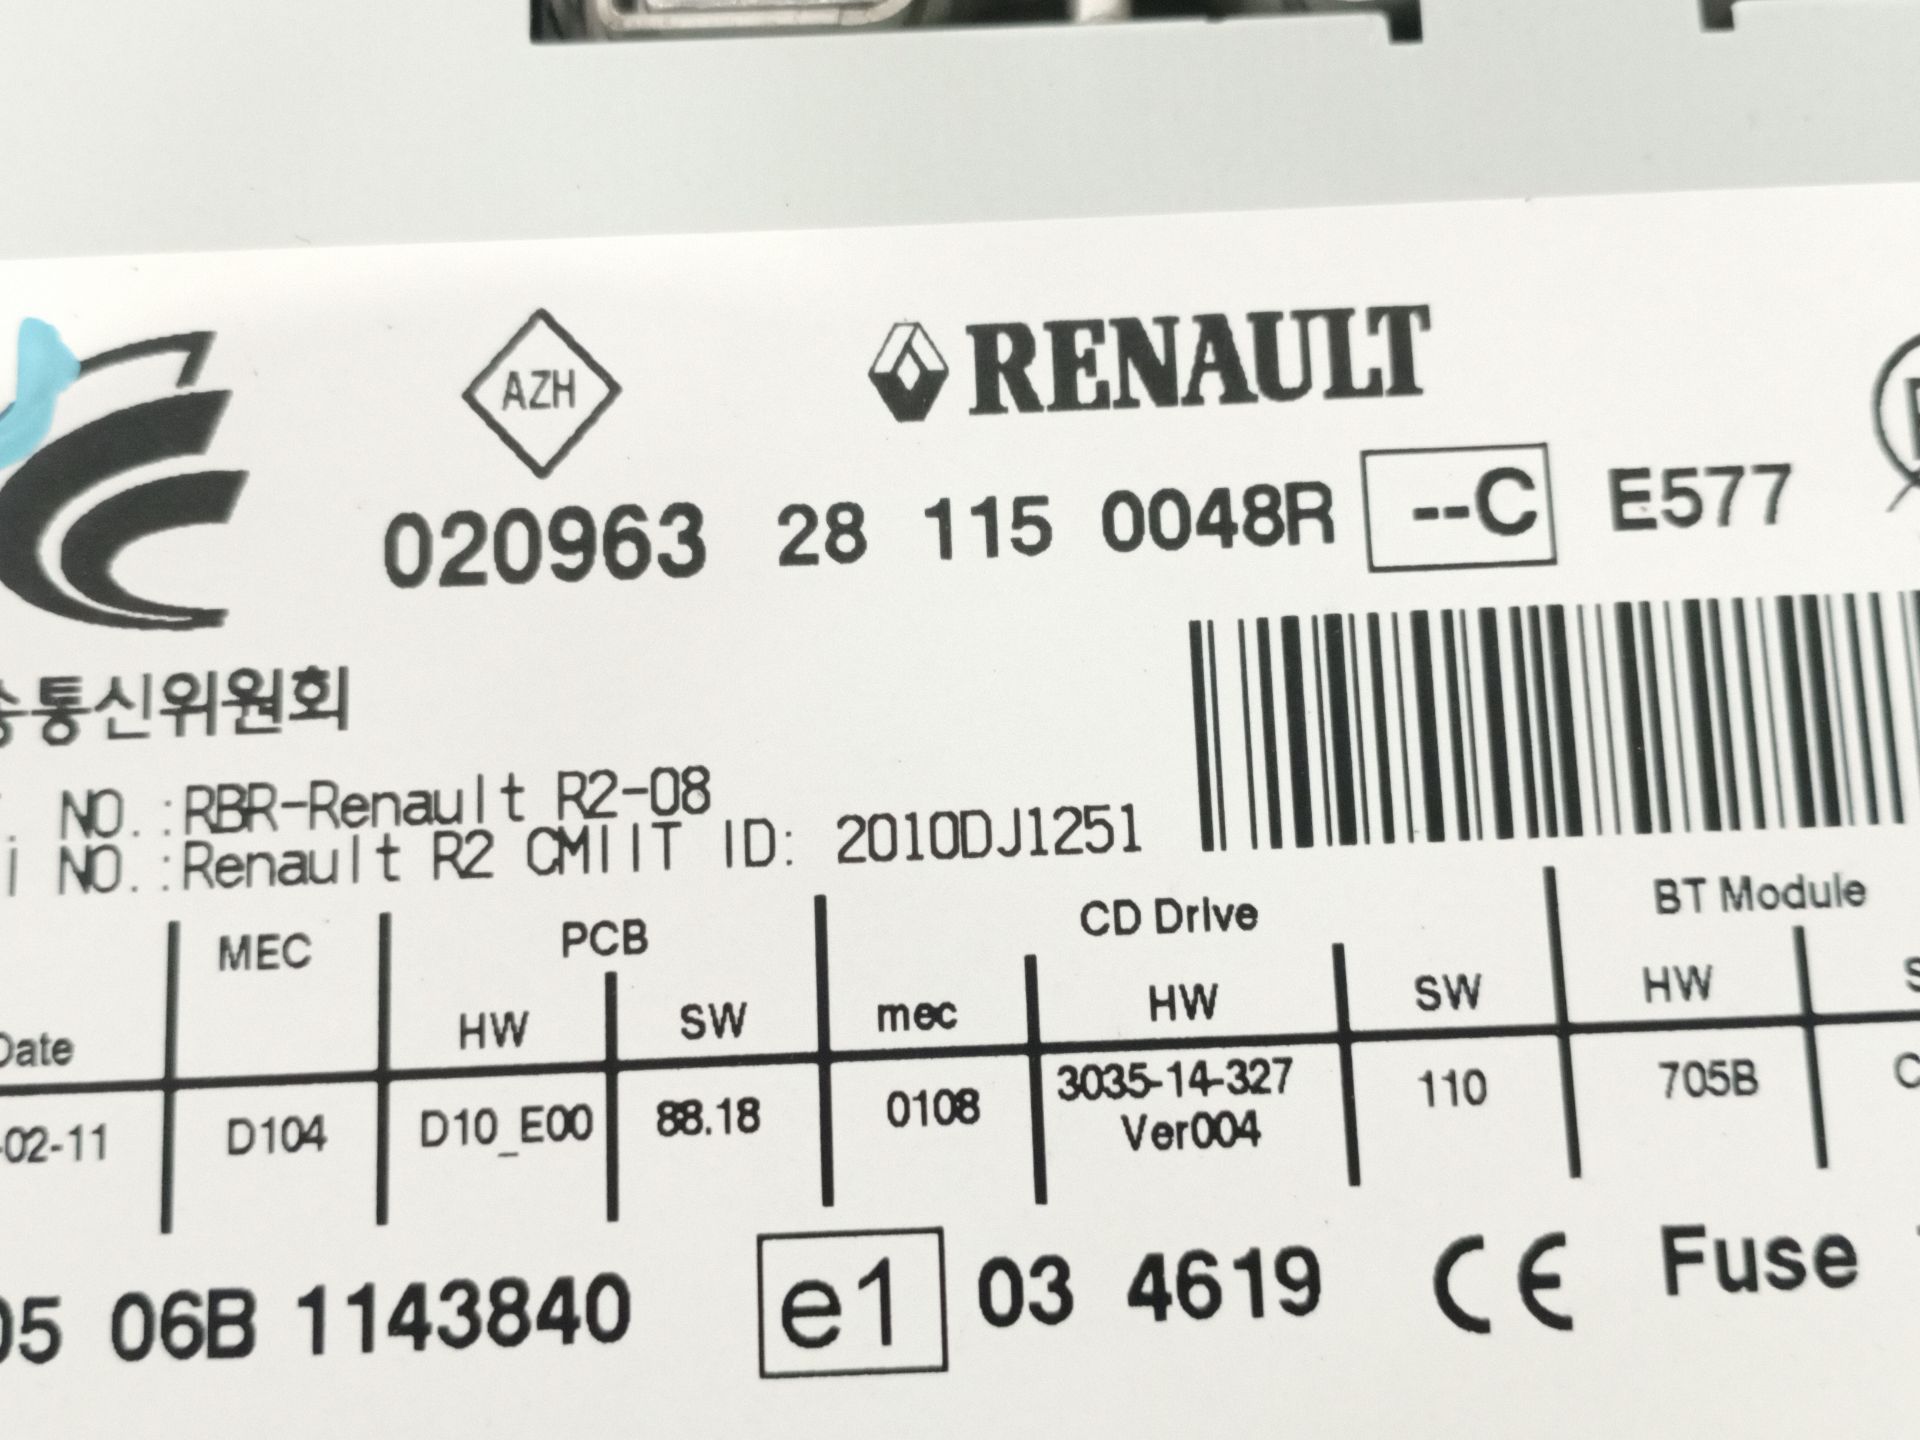 AZH RENAULT
020963 28 115 0048R --C E577
통신위원회
NO.:RBR-Renault R2-08
NO.:Renault R2 CMIIT ID: 2010DJ1251
MEC PCB CD Drive BT Module
Date HW SW mec HW SW HW
-02-11 D104 D10_E00 88.18 0108 3035-14-327 110 705B
Ver004
05 06B 1143840 e1 03 4619 CE Fuse